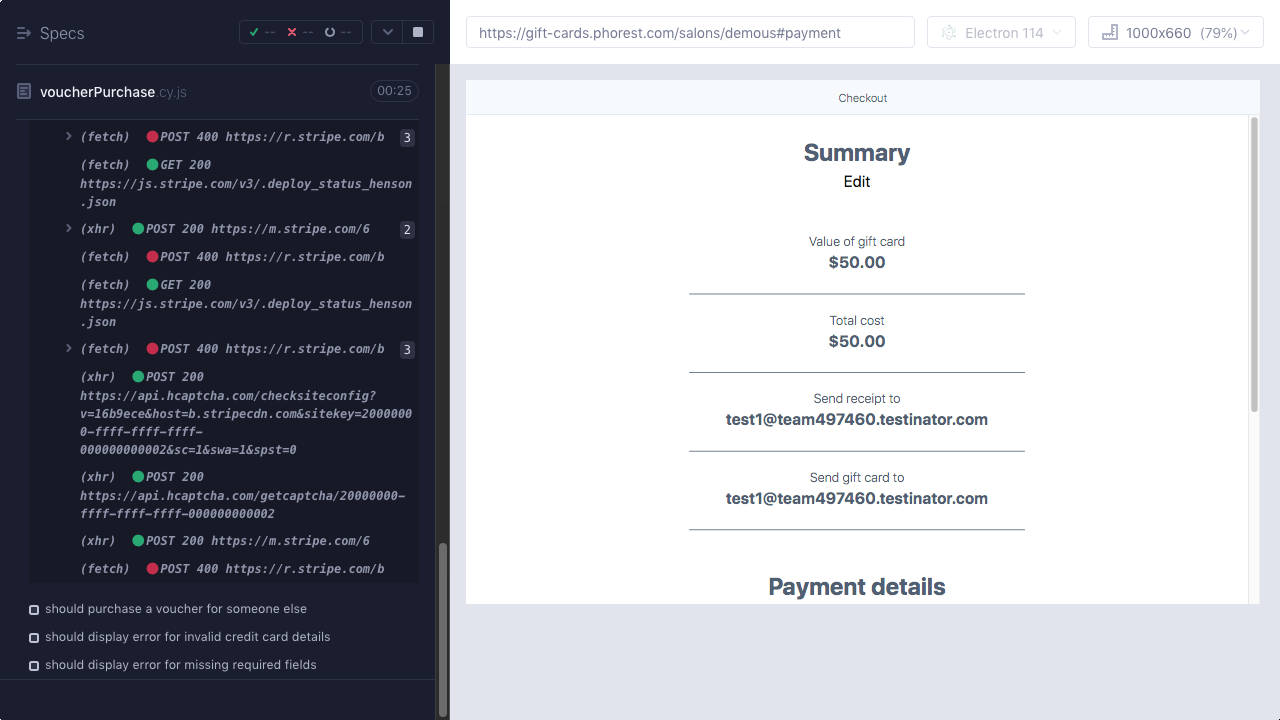 Specs
--
--
--
voucherPurchase.cy.js
00:25
(fetch) POST 400 https://r.stripe.com/b 3
(fetch) GET 200
https://js.stripe.com/v3/.deploy_status_henson
.json
(xhr) POST 200 https://m.stripe.com/6 2
(fetch) POST 400 https://r.stripe.com/b
(fetch) GET 200
https://js.stripe.com/v3/.deploy_status_henson
.json
(fetch) POST 400 https://r.stripe.com/b 3
(xhr) POST 200
https://api.hcaptcha.com/checksiteconfig?
v=16b9ece&host=b.stripecdn.com&sitekey=2000000
0-ffff-ffff-ffff-
000000000002&sc=1&swa=1&spst=0
(xhr) POST 200
https://api.hcaptcha.com/getcaptcha/20000000-
ffff-ffff-ffff-000000000002
(xhr) POST 200 https://m.stripe.com/6
(fetch) POST 400 https://r.stripe.com/b
should purchase a voucher for someone else
should display error for invalid credit card details
should display error for missing required fields
https://gift-cards.phorest.com/salons/demous#payment
Electron 114
1000x660 (79%)
Checkout
Summary
Edit
Value of gift card
$50.00
Total cost
$50.00
Send receipt to
test1@team497460.testinator.com
Send gift card to
test1@team497460.testinator.com
Payment details